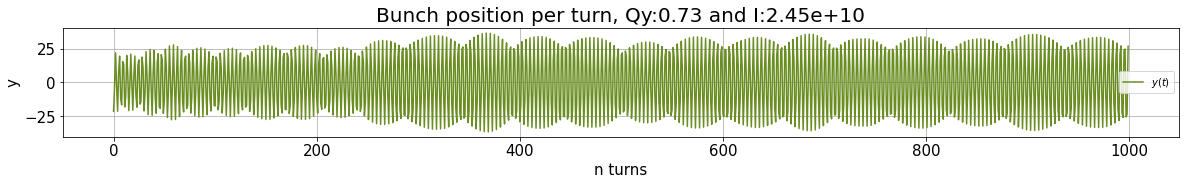 Bunch position per turn, Qy:0.73 and I:2.45e+10
y
25
0
−25
y(t)
0 200 400 600 800 1000
n turns